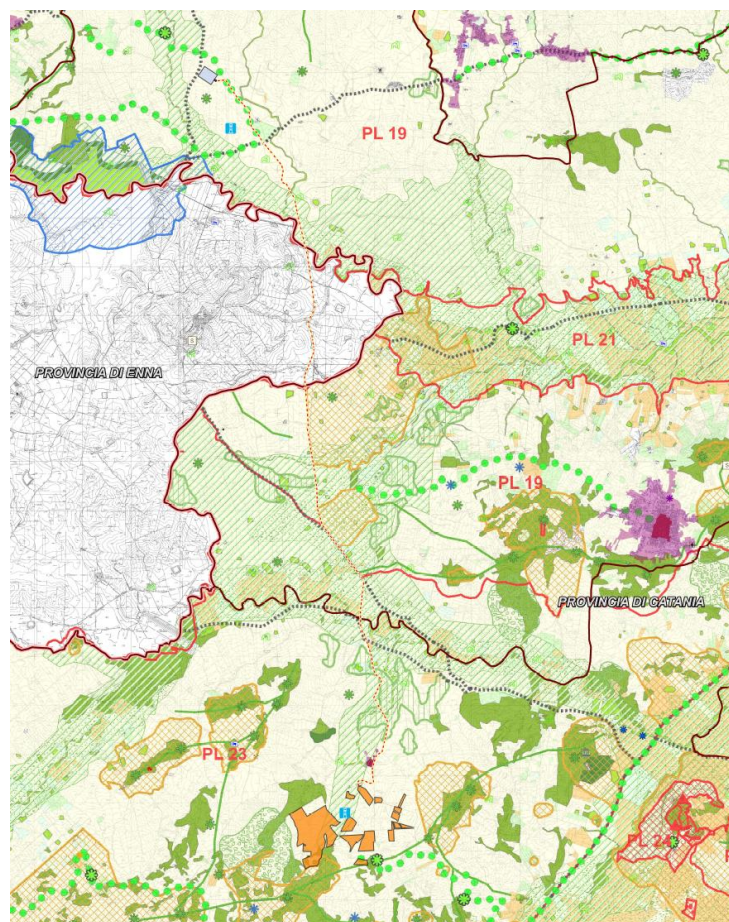 PL 19
PL 21
PROVINCIA DI ENNA
PL 19
PROVINCIA DI CATANIA
PL 23
PL 24